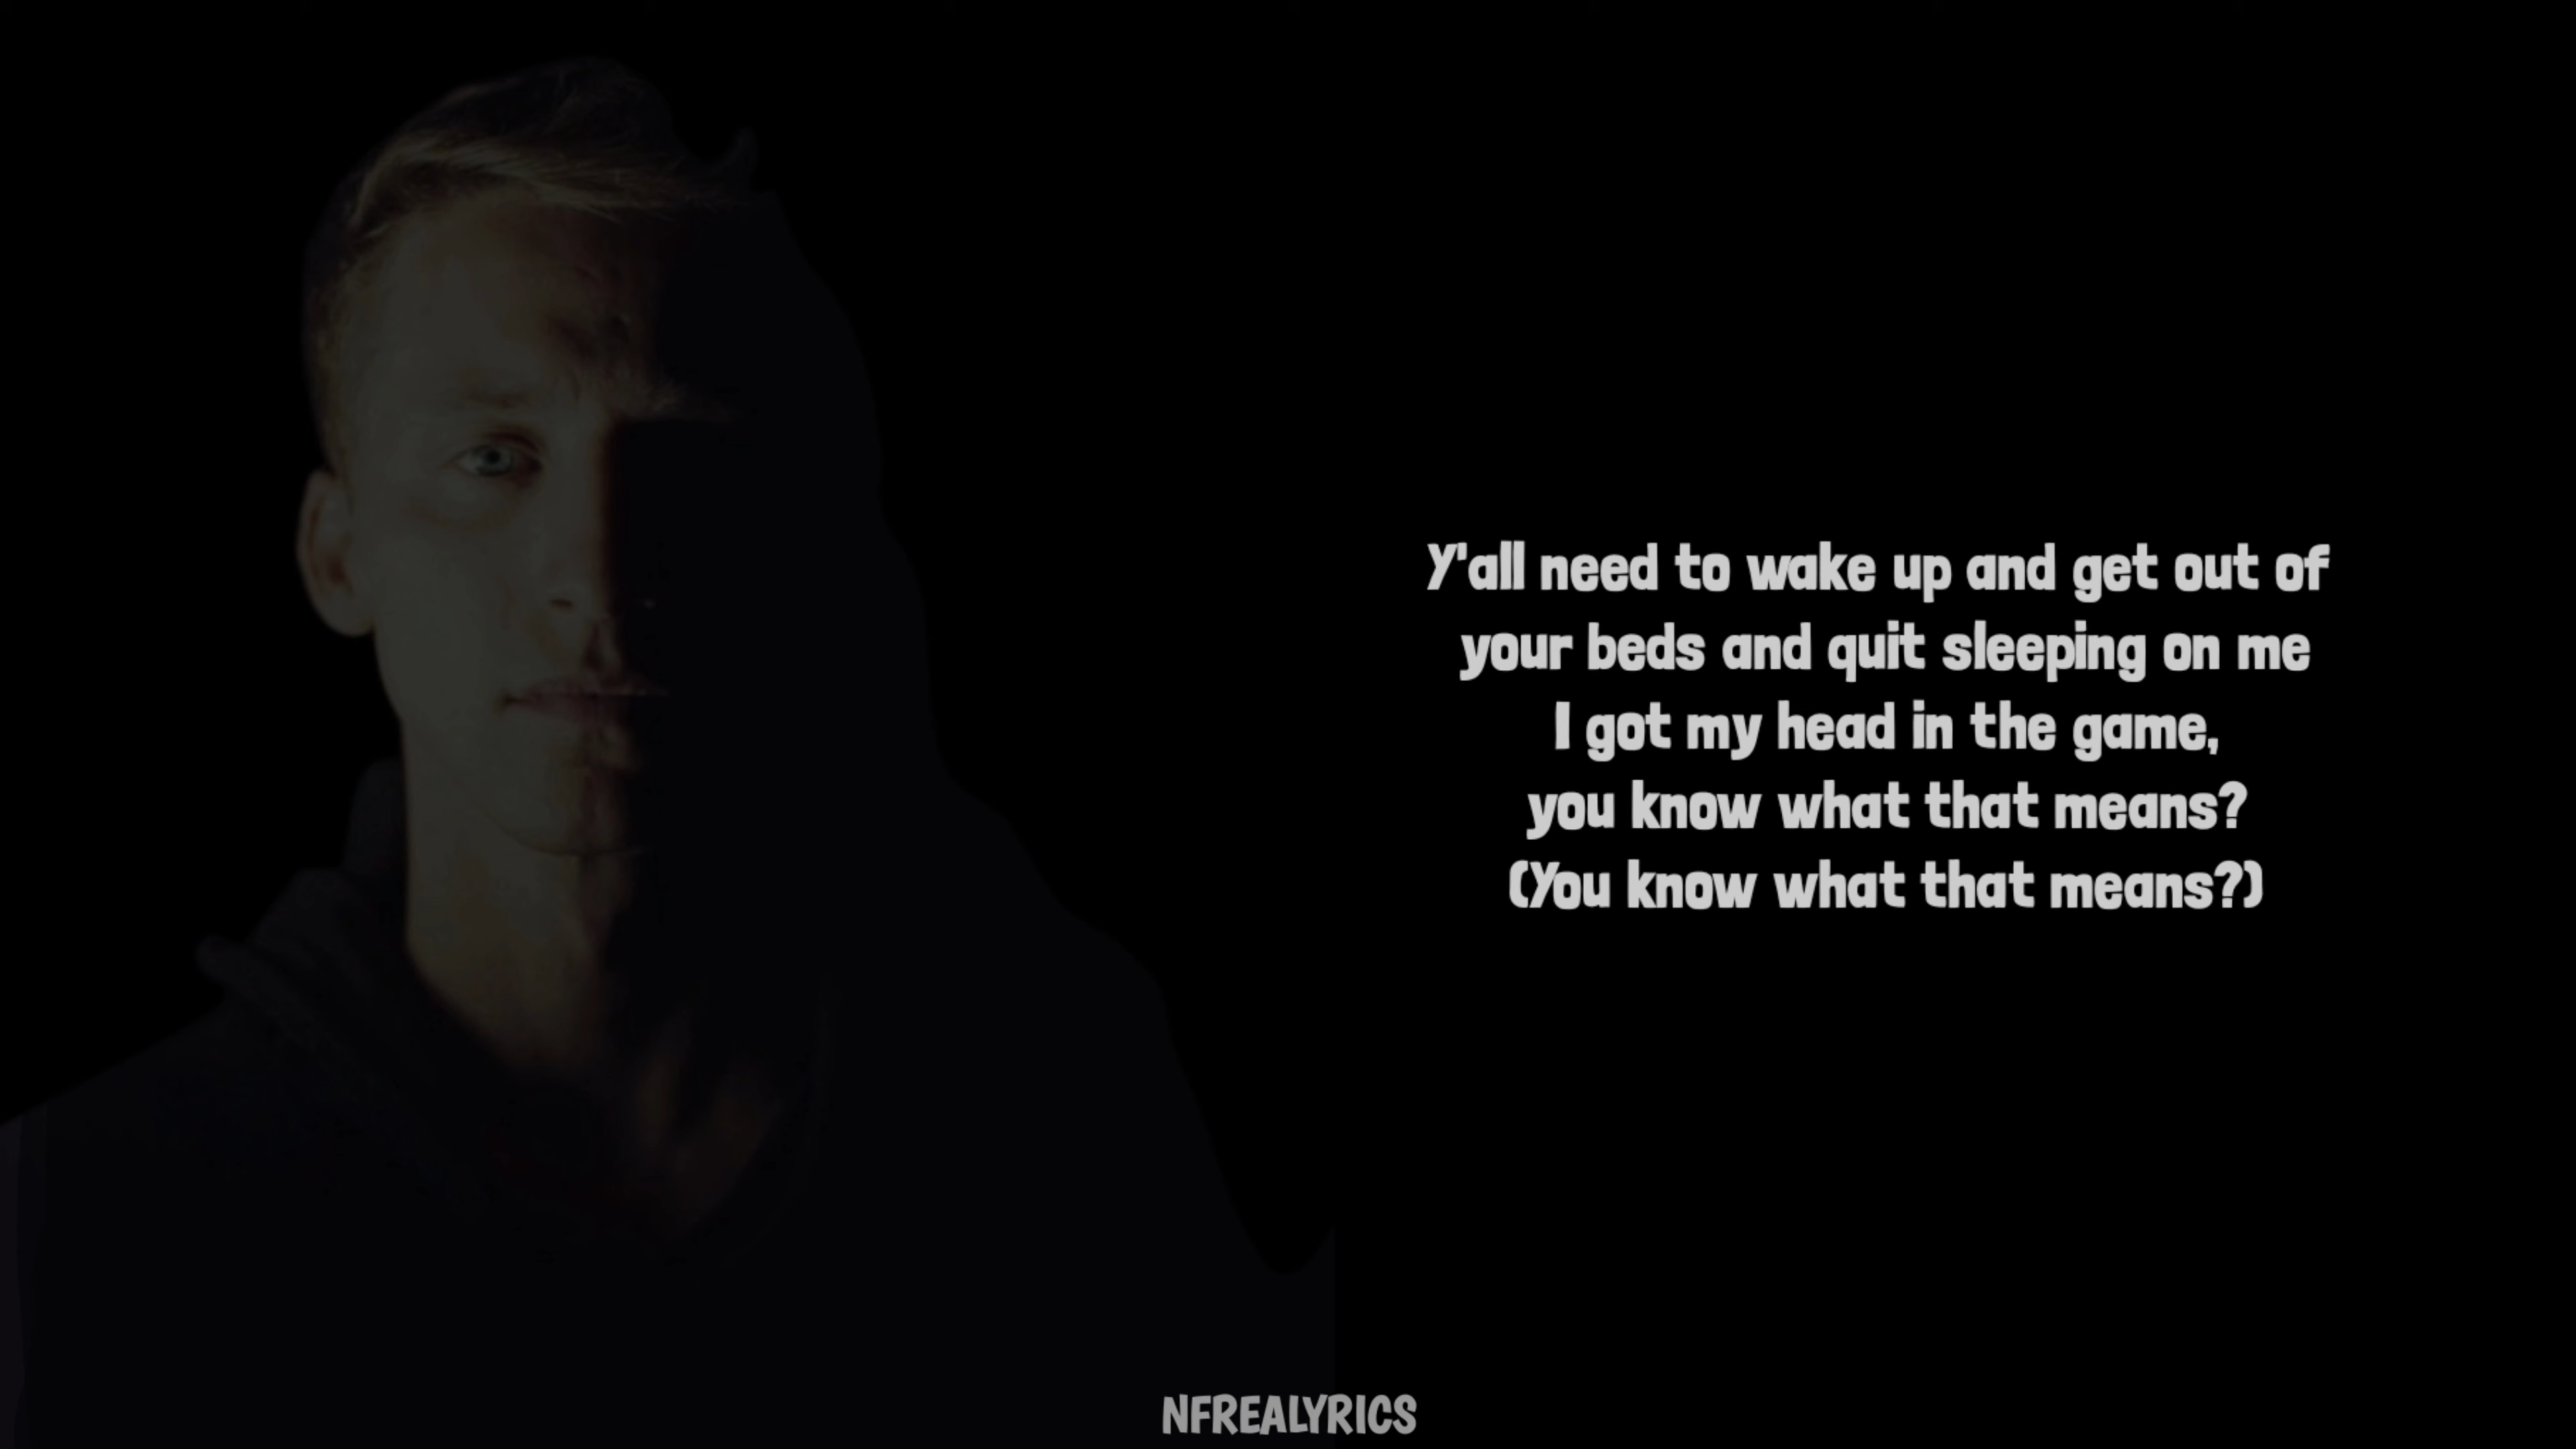 Y'all need to wake up and get out of
your beds and quit sleeping on me
I got my head in the game,
you know what that means?
(You know what that means?)
NFREALYRICS